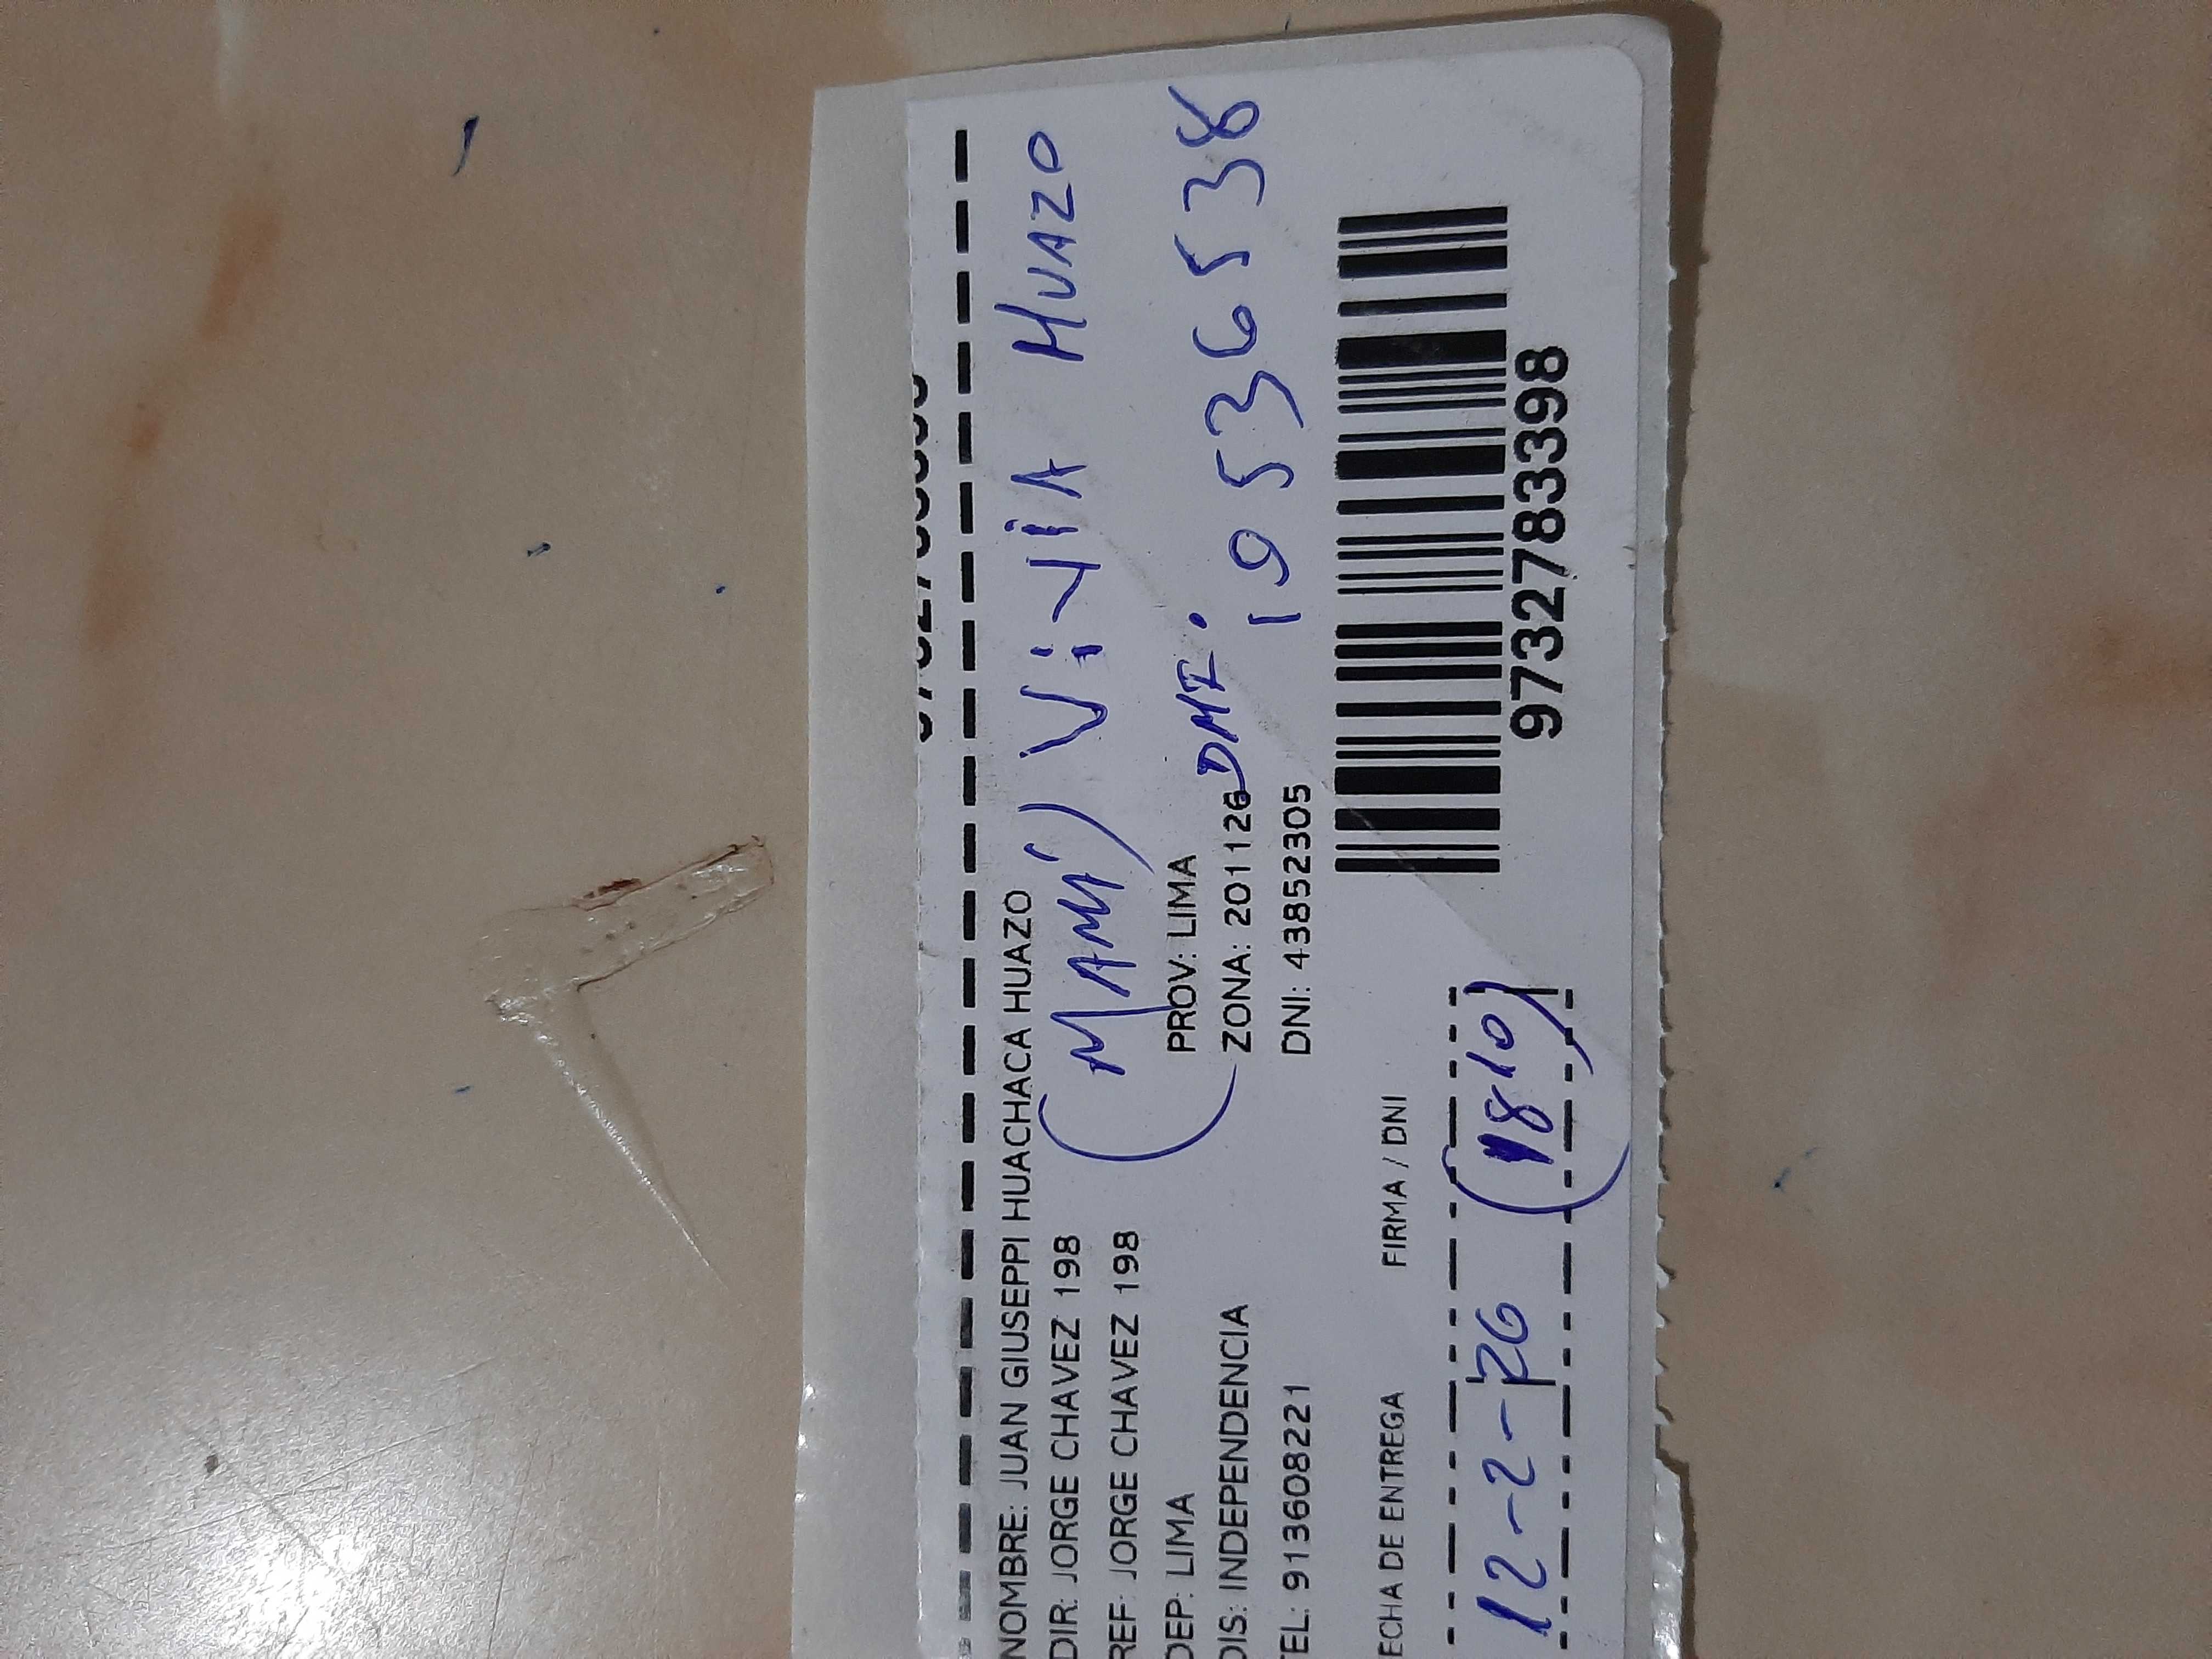 NOMBRE: JUAN GIUSEPPI HUACHACA HUAZO
DIR: JORGE CHAVEZ 198
REF: JORGE CHAVEZ 198
(MAMÁ) ViViA HUAZO
DEP: LIMA PROV: LIMA
DIS: INDEPENDENCIA ZONA: 2011126
TEL: 913608221 DNI: 43852305
DNI: 19536538
ECHA DE ENTREGA FIRMA / DNI
12-2-26 (1810)
9732783398